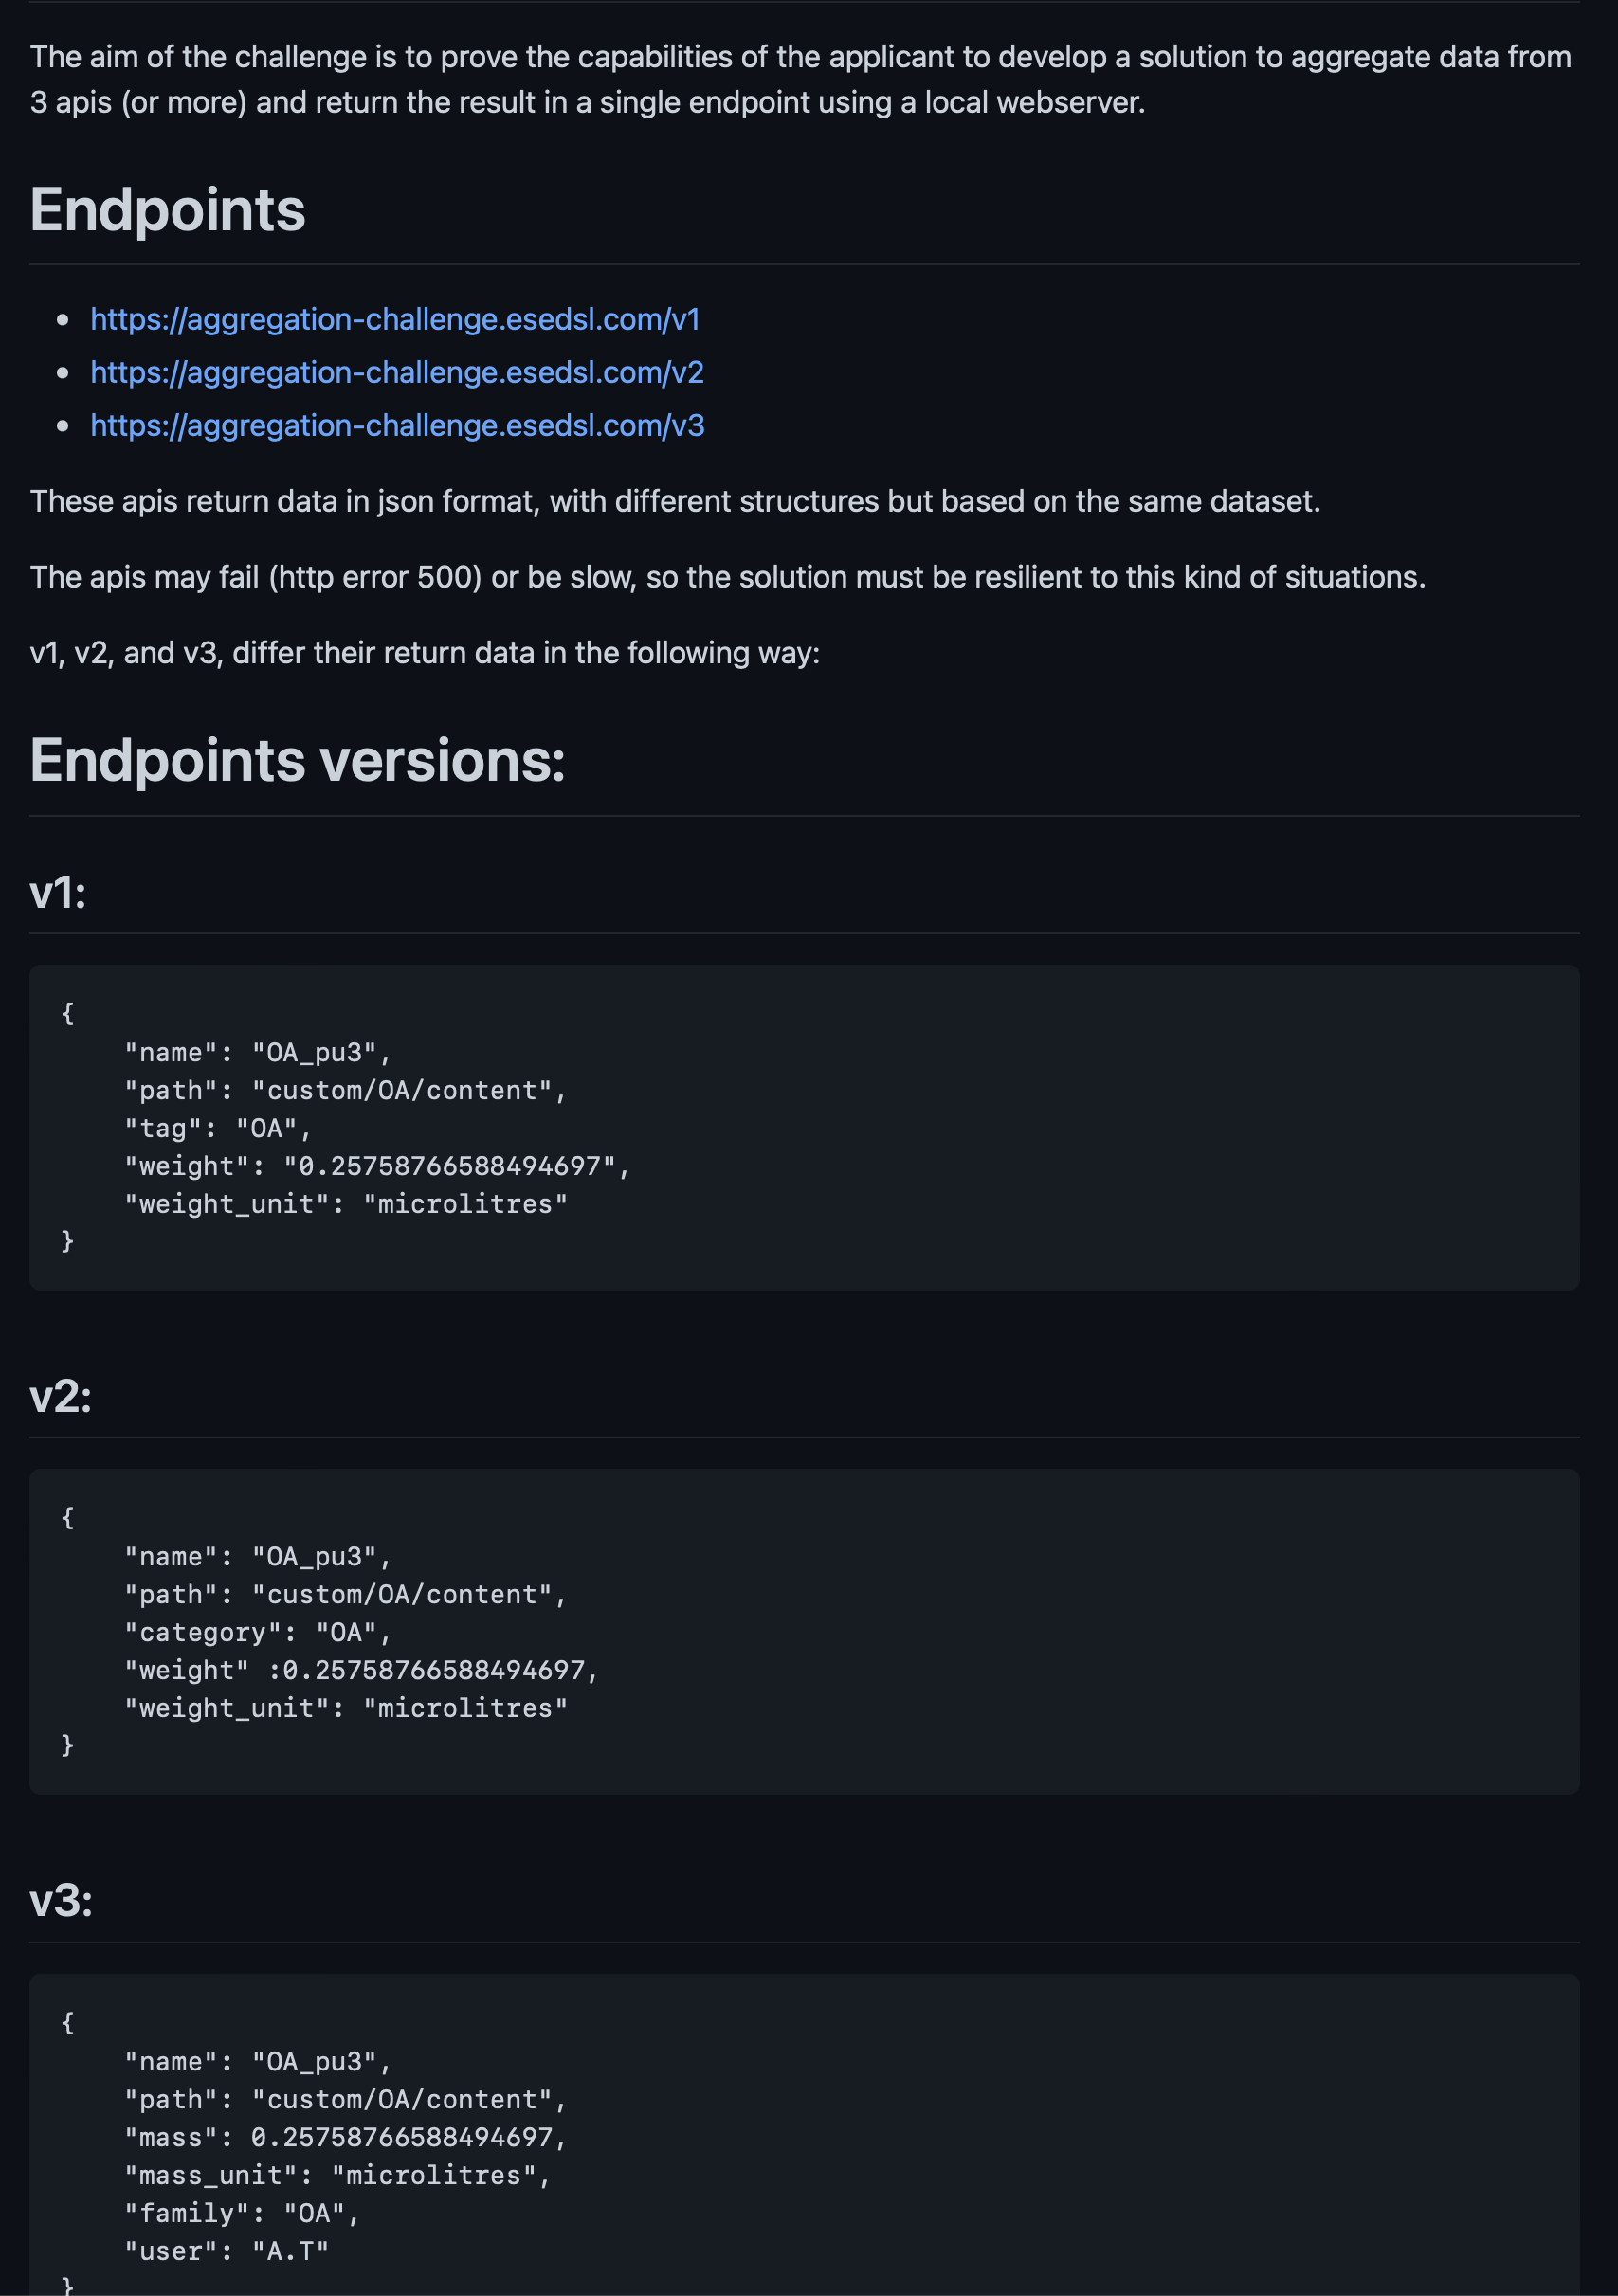 The aim of the challenge is to prove the capabilities of the applicant to develop a solution to aggregate data from
3 apis (or more) and return the result in a single endpoint using a local webserver.
Endpoints
• https://aggregation-challenge.esedsl.com/v1
• https://aggregation-challenge.esedsl.com/v2
• https://aggregation-challenge.esedsl.com/v3
These apis return data in json format, with different structures but based on the same dataset.
The apis may fail (http error 500) or be slow, so the solution must be resilient to this kind of situations.
v1, v2, and v3, differ their return data in the following way:
Endpoints versions:
v1:
{
    "name": "OA_pu3",
    "path": "custom/OA/content",
    "tag": "OA",
    "weight": "0.25758766588494697",
    "weight_unit": "microlitres"
}
v2:
{
    "name": "OA_pu3",
    "path": "custom/OA/content",
    "category": "OA",
    "weight" :0.25758766588494697,
    "weight_unit": "microlitres"
}
v3:
{
    "name": "OA_pu3",
    "path": "custom/OA/content",
    "mass": 0.25758766588494697,
    "mass_unit": "microlitres",
    "family": "OA",
    "user": "A.T"
}